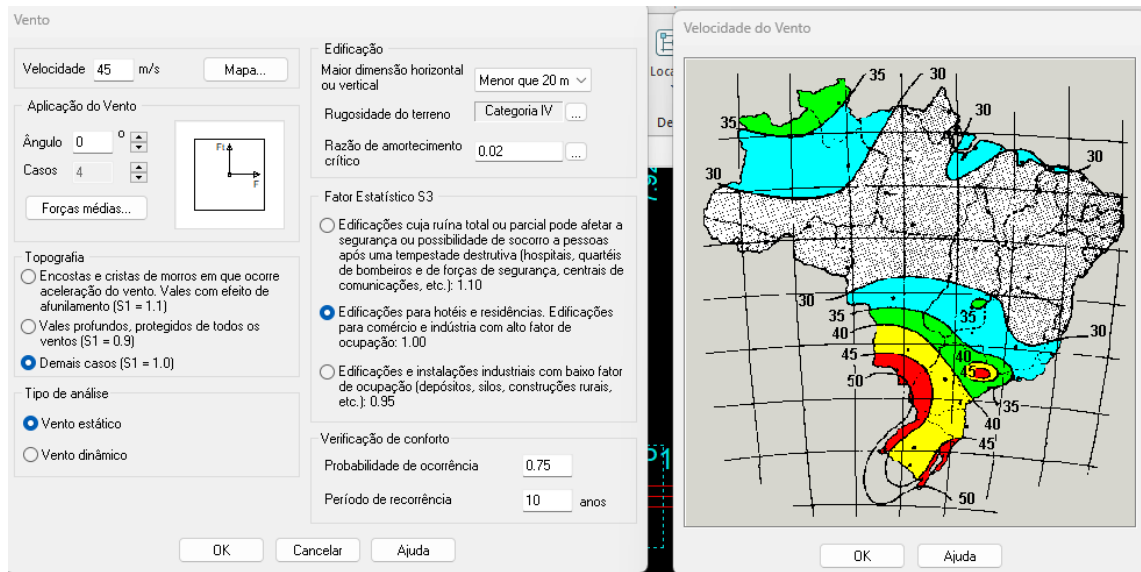 Vento
Velocidade 45 m/s Mapa...
Aplicação do Vento
Ângulo 0 º
Casos 4
Forças médias...
Ft
F
Topografia
Encostas e cristas de morros em que ocorre
aceleração do vento. Vales com efeito de
afunilamento (S1 = 1.1)
Vales profundos, protegidos de todos os
ventos (S1 = 0.9)
Demais casos (S1 = 1.0)
Tipo de análise
Vento estático
Vento dinâmico
Edificação
Maior dimensão horizontal
ou vertical
Menor que 20 m
Rugosidade do terreno Categoria IV ...
Razão de amortecimento
crítico
0.02 ...
Fator Estatístico S3
Edificações cuja ruína total ou parcial pode afetar a
segurança ou possibilidade de socorro a pessoas
após uma tempestade destrutiva (hospitais, quartéis
de bombeiros e de forças de segurança, centrais de
comunicações, etc.): 1.10
Edificações para hotéis e residências. Edificações
para comércio e indústria com alto fator de
ocupação: 1.00
Edificações e instalações industriais com baixo fator
de ocupação (depósitos, silos, construções rurais,
etc.): 0.95
Verificação de conforto
Probabilidade de ocorrência 0.75
Período de recorrência 10 anos
OK Cancelar Ajuda
Loca
De
P1
Velocidade do Vento
35 30
30
35
30
30
30
35
35
30
40
40
45
45
50
35
40
45
50
OK Ajuda